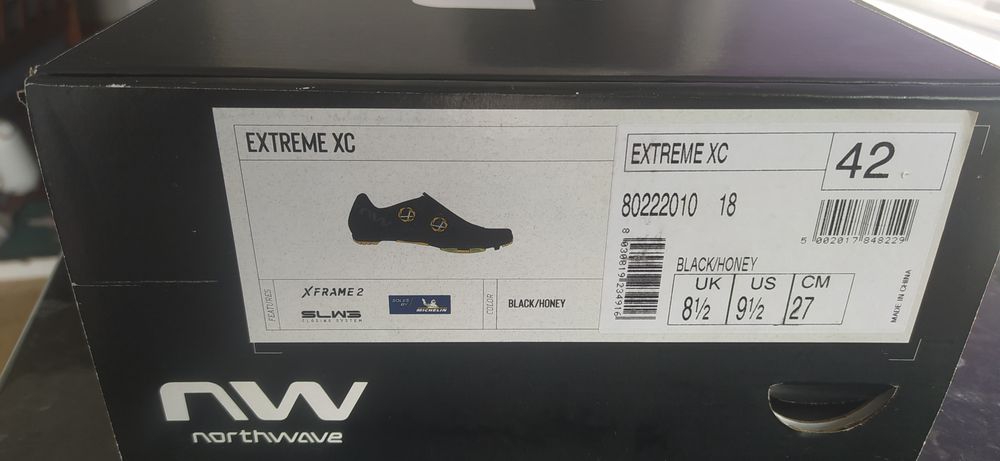 EXTREME XC
NW
FEATURES
XFRAME 2
SLW3
CLOSING SYSTEM
SOLES BY
MICHELIN
COLOR
BLACK/HONEY
EXTREME XC
42
80222010 18
8 030819 234916
5 002017 848229
BLACK/HONEY
UK US CM
8½ 9½ 27
MADE IN CHINA
nw
northwave